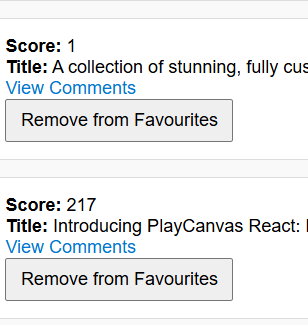 Score: 1
Title: A collection of stunning, fully
View Comments
Remove from Favourites
Score: 217
Title: Introducing PlayCanvas React:
View Comments
Remove from Favourites